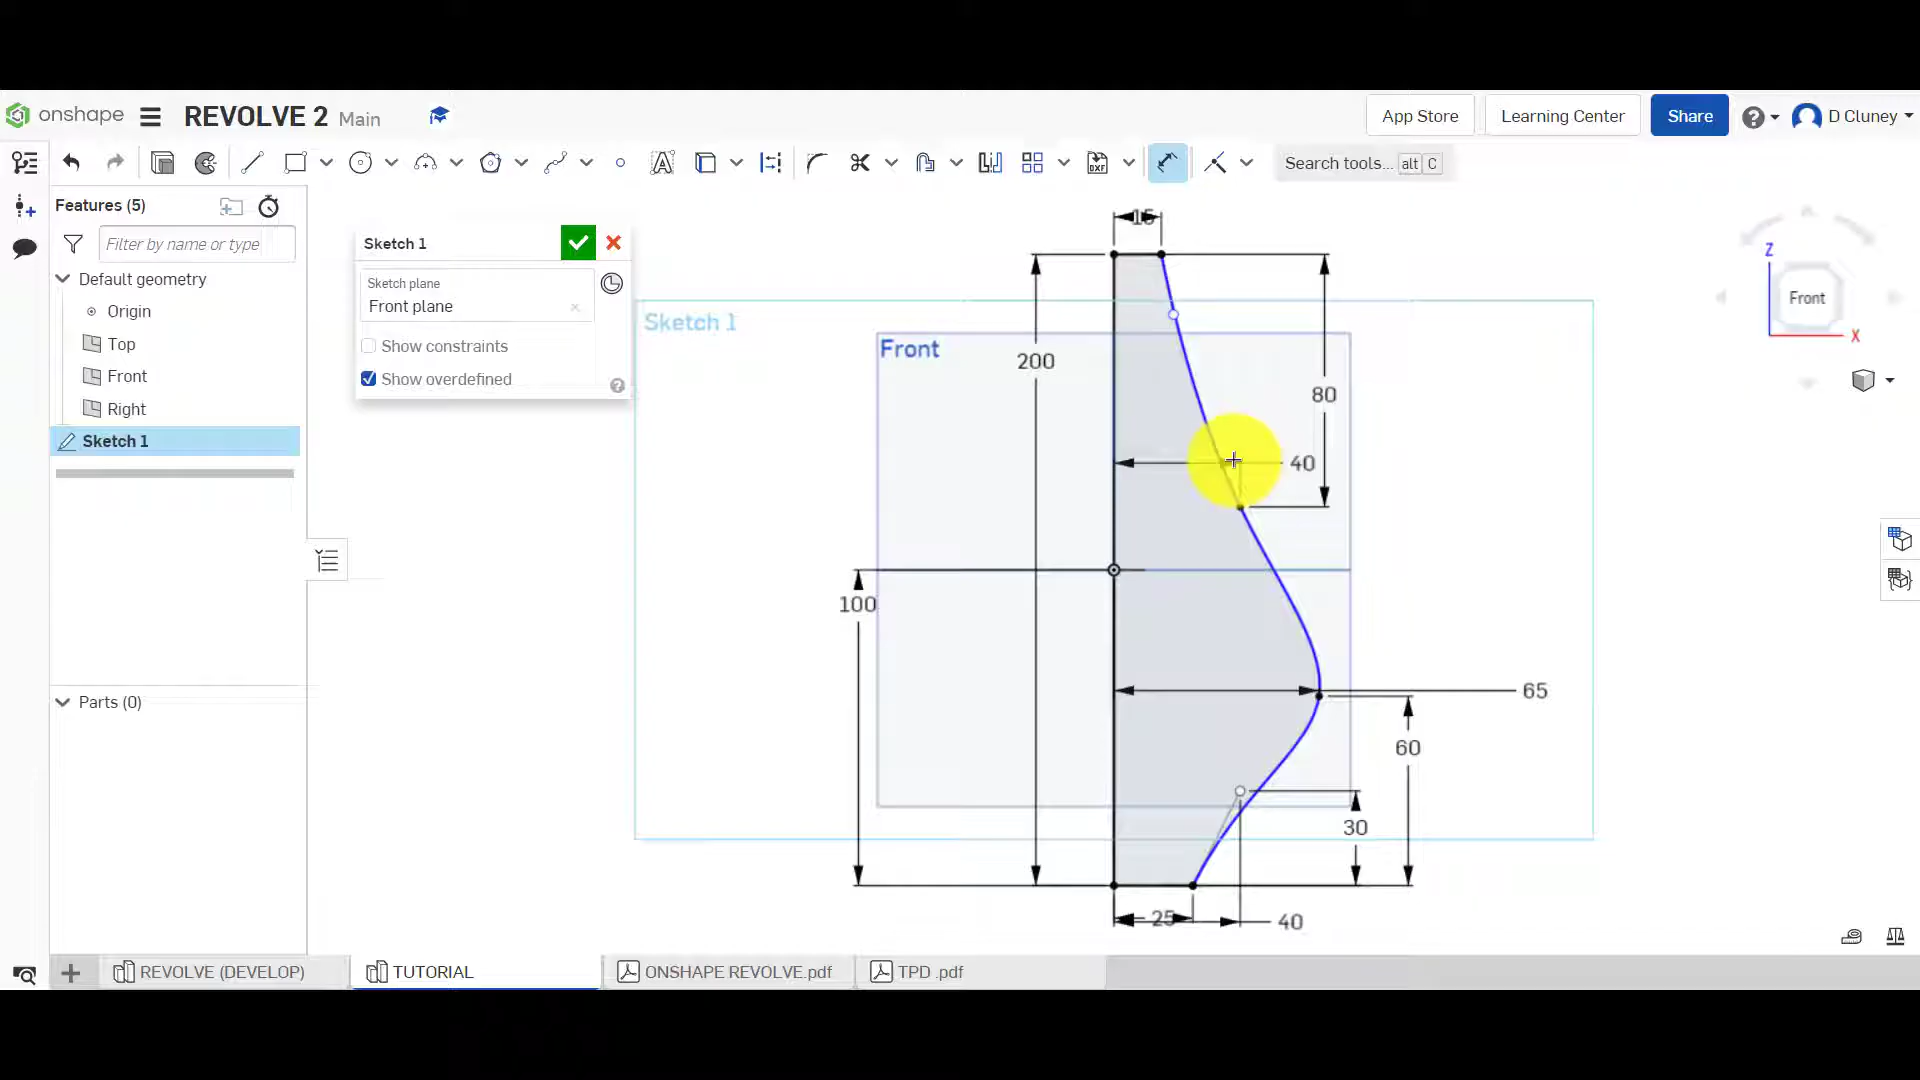 onshape REVOLVE 2 Main App Store Learning Center Share D Cluney
Search tools... alt C
Features (5)
Filter by name or type
Default geometry
Origin
Top
Front
Right
Sketch 1
Parts (0)
Sketch 1
Sketch plane
Front plane
Show constraints
Show overdefined
Sketch 1
Front
15
200
80
40
100
65
60
30
25
40
Z
Front
X
REVOLVE (DEVELOP) TUTORIAL ONSHAPE REVOLVE.pdf TPD .pdf